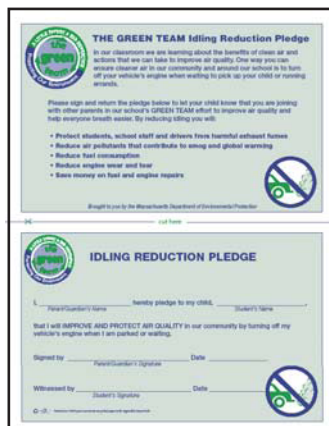 THE GREEN TEAM Idling Reduction Pledge
the
green
team
In our classroom we are learning about the benefits of clean air and
actions that we can take to improve air quality. One way you can
ensure cleaner air in our community and around our school is to turn
off your vehicle's engine when waiting to pick up your child or running
errands.
Please sign and return the pledge below to let your child know that you are joining
with other parents in our school's GREEN TEAM effort to improve air quality and
help everyone breath easier. By reducing idling you will:
• Protect students, school staff and drivers from harmful exhaust fumes
• Reduce air pollutants that contribute to smog and global warming
• Reduce fuel consumption
• Reduce engine wear and tear
• Save money on fuel and engine repairs
Brought to you by the Massachusetts Department of Environmental Protection
cut here
the
green
team
IDLING REDUCTION PLEDGE
I, hereby pledge to my child, ,
Parent/Guardian's Name Student's Name
that I will IMPROVE AND PROTECT AIR QUALITY in our community by turning off my
vehicle's engine when I am parked or waiting.
Signed by Date
Parent/Guardian's Signature
Witnessed by Date
Student's Signature